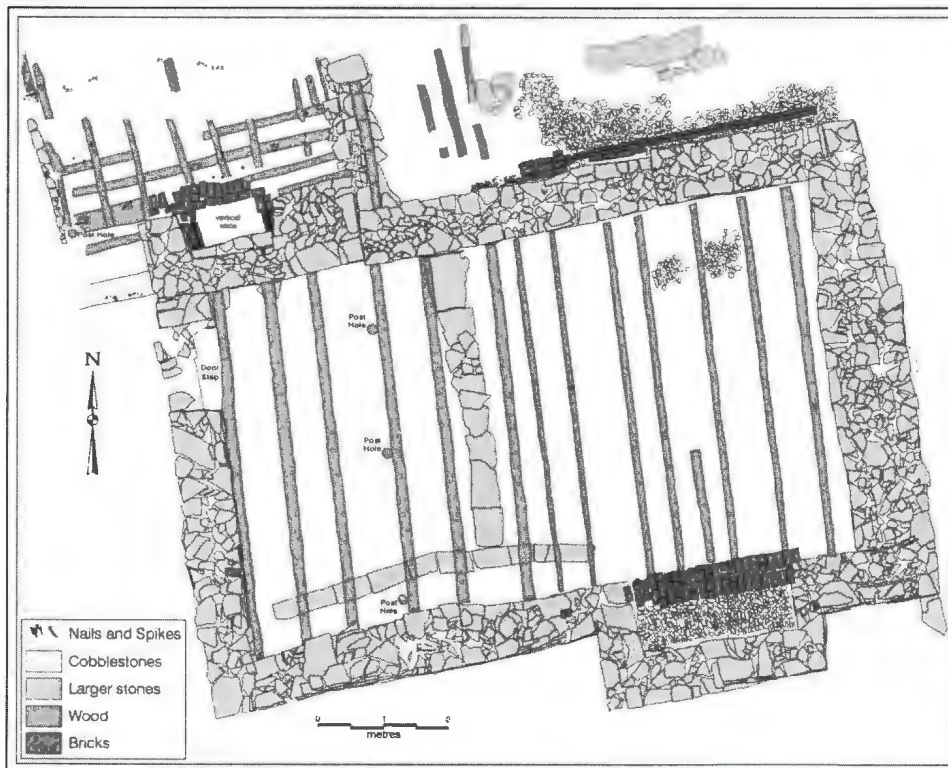 Post Hole
Post
Hole
Door
Step
N
Post
Hole
Post
Hole
Nails and Spikes
Cobblestones
Larger stones
Wood
Bricks
0 1
metres